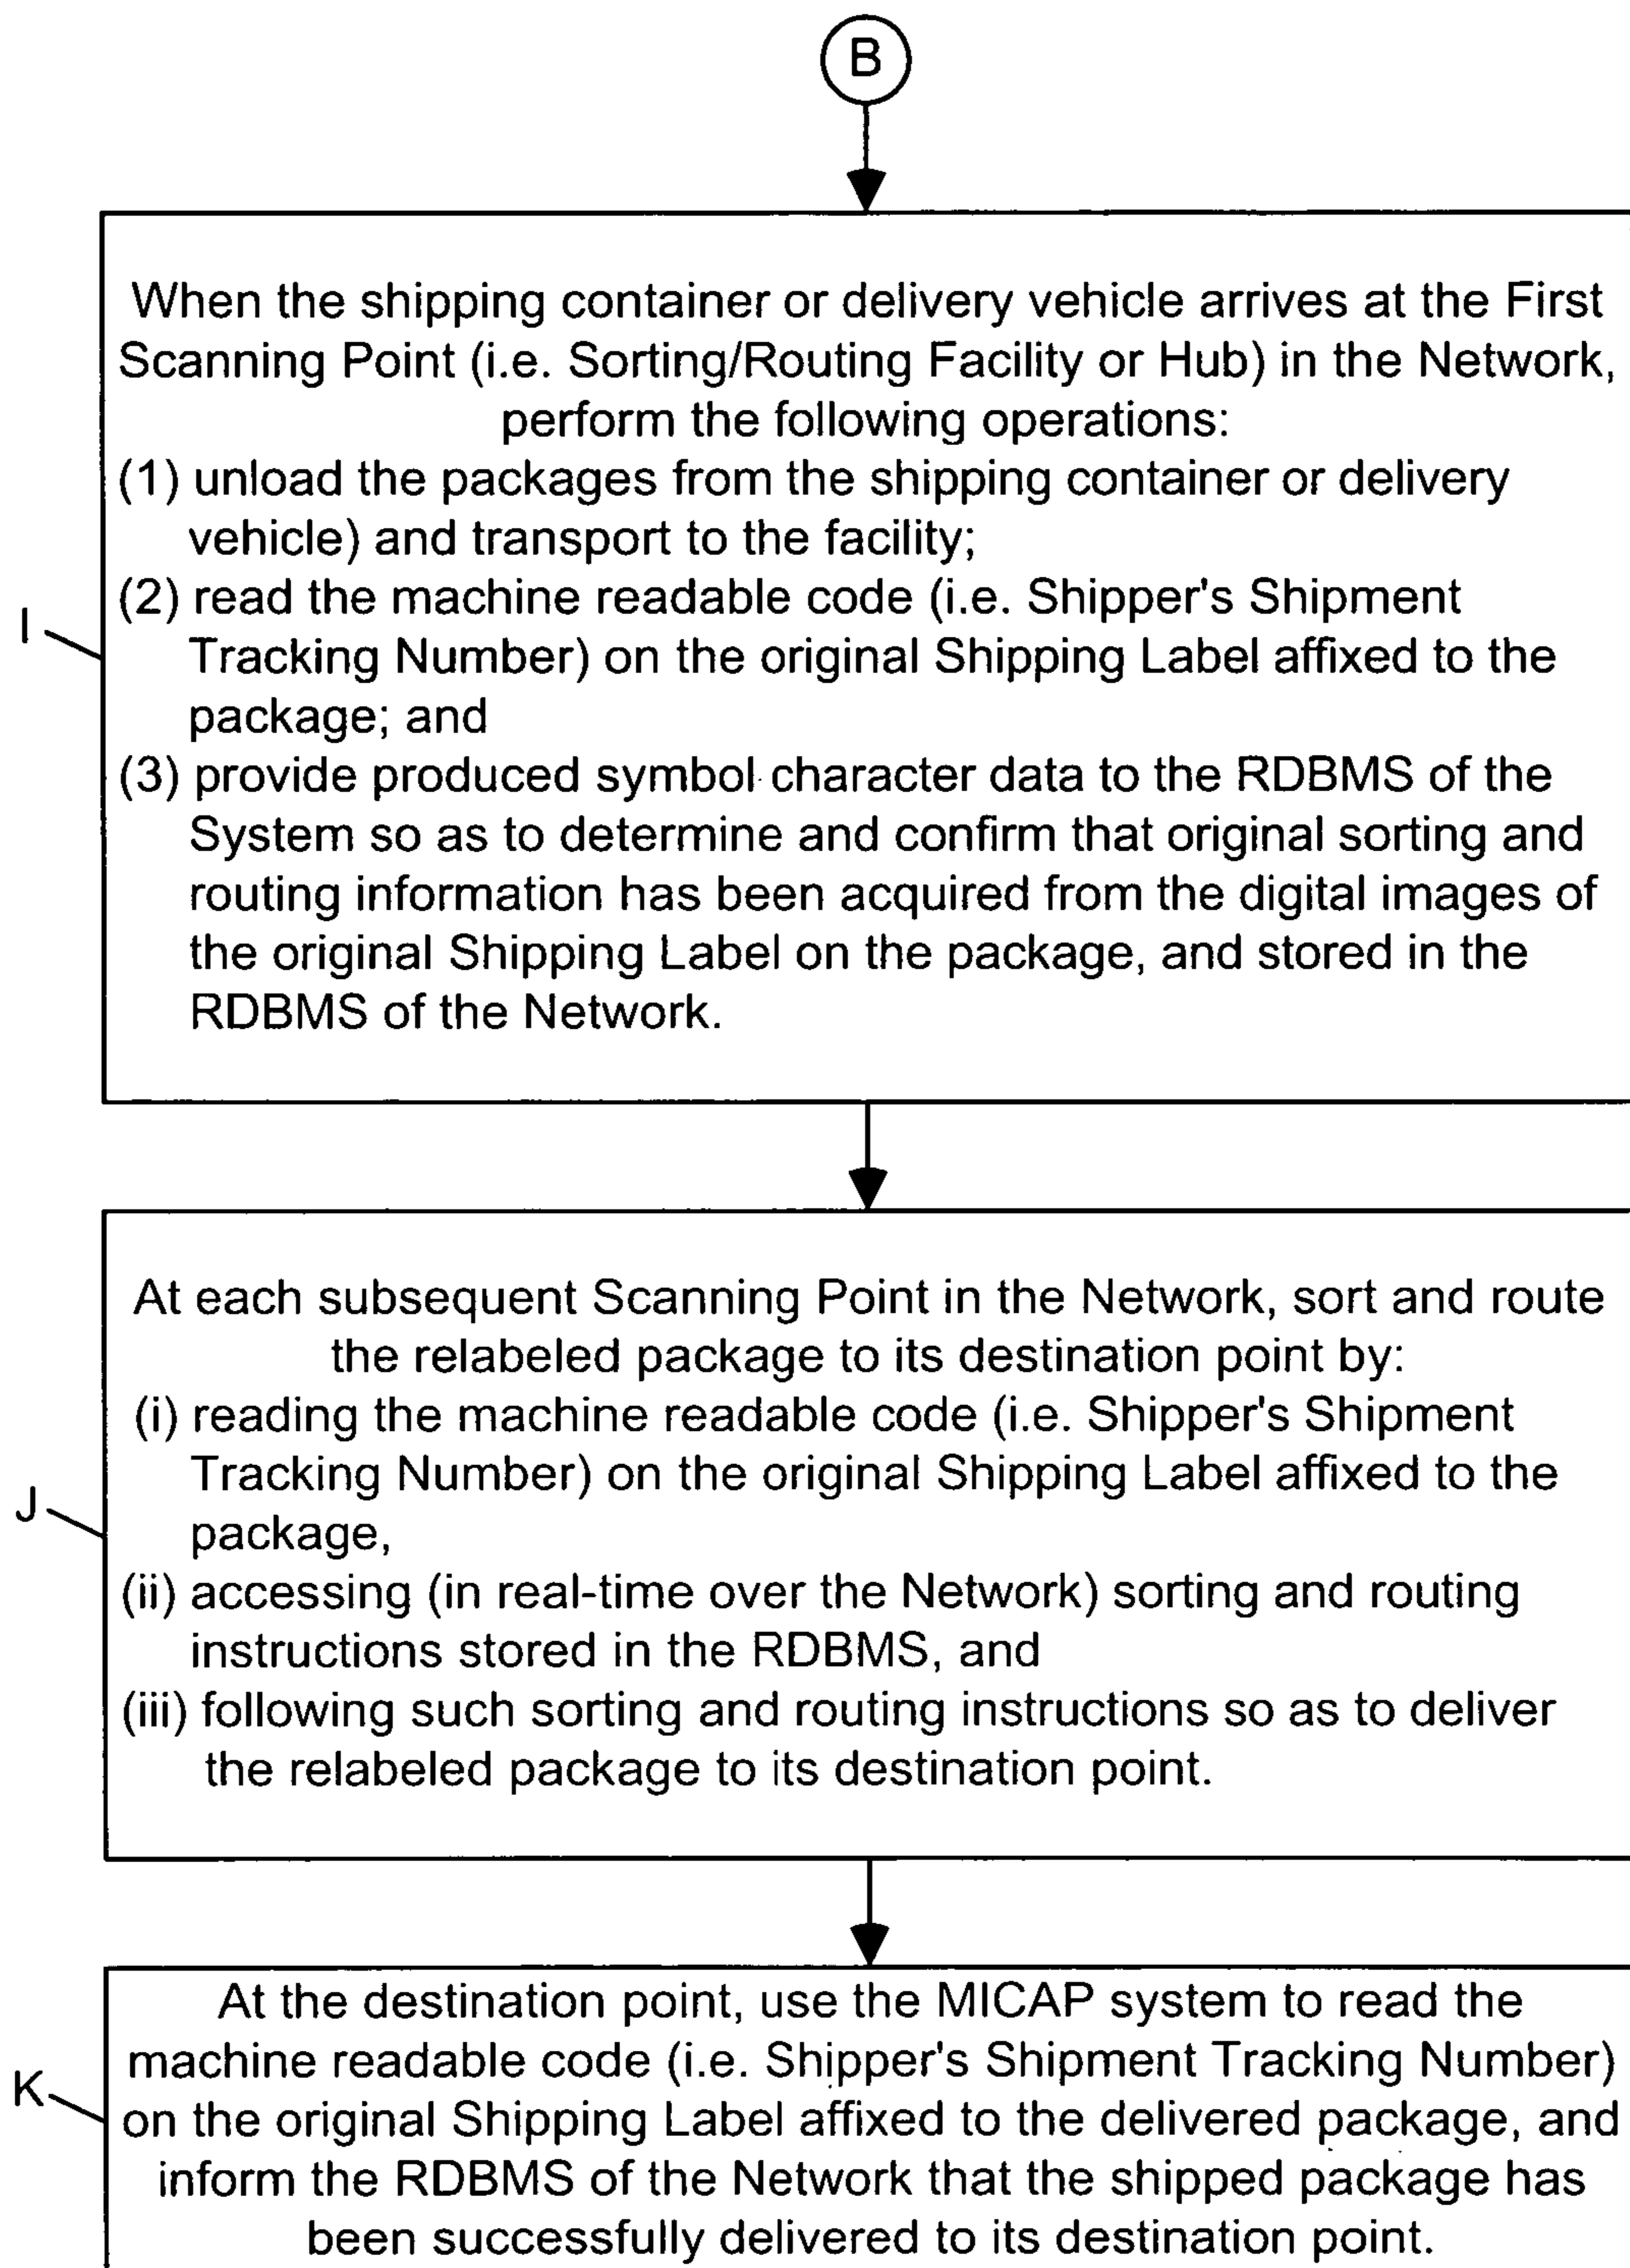 B
When the shipping container or delivery vehicle arrives at the First
Scanning Point (i.e. Sorting/Routing Facility or Hub) in the Network,
perform the following operations:
(1) unload the packages from the shipping container or delivery
vehicle) and transport to the facility;
(2) read the machine readable code (i.e. Shipper's Shipment
Tracking Number) on the original Shipping Label affixed to the
package; and
(3) provide produced symbol character data to the RDBMS of the
System so as to determine and confirm that original sorting and
routing information has been acquired from the digital images of
the original Shipping Label on the package, and stored in the
RDBMS of the Network.
I
At each subsequent Scanning Point in the Network, sort and route
the relabeled package to its destination point by:
(i) reading the machine readable code (i.e. Shipper's Shipment
Tracking Number) on the original Shipping Label affixed to the
package,
(ii) accessing (in real-time over the Network) sorting and routing
instructions stored in the RDBMS, and
(iii) following such sorting and routing instructions so as to deliver
the relabeled package to its destination point.
J
At the destination point, use the MICAP system to read the
machine readable code (i.e. Shipper's Shipment Tracking Number)
on the original Shipping Label affixed to the delivered package, and
inform the RDBMS of the Network that the shipped package has
been successfully delivered to its destination point.
K